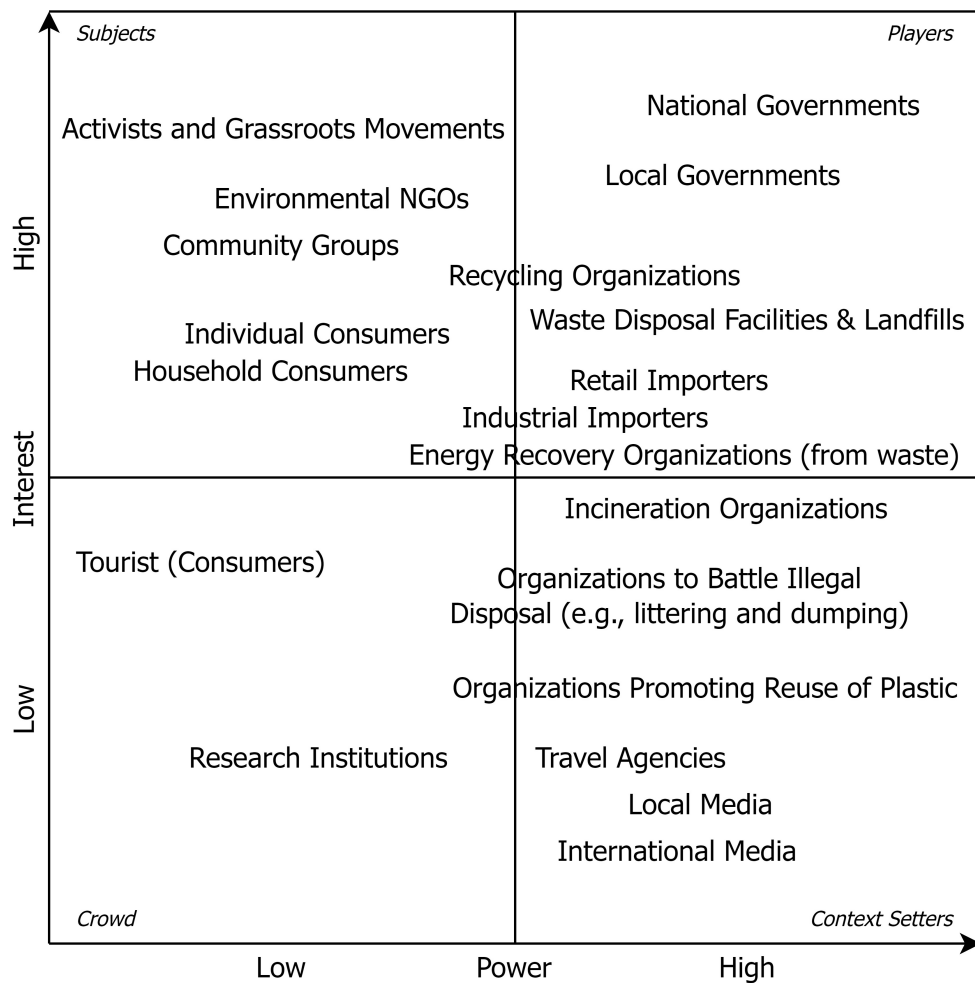 Subjects
Players
National Governments
Activists and Grassroots Movements
Local Governments
Environmental NGOs
Community Groups
Recycling Organizations
Waste Disposal Facilities & Landfills
Individual Consumers
Household Consumers
Retail Importers
Industrial Importers
Energy Recovery Organizations (from waste)
High
Interest
Low
Incineration Organizations
Tourist (Consumers)
Organizations to Battle Illegal
Disposal (e.g., littering and dumping)
Organizations Promoting Reuse of Plastic
Research Institutions
Travel Agencies
Local Media
International Media
Crowd
Context Setters
Low
Power
High